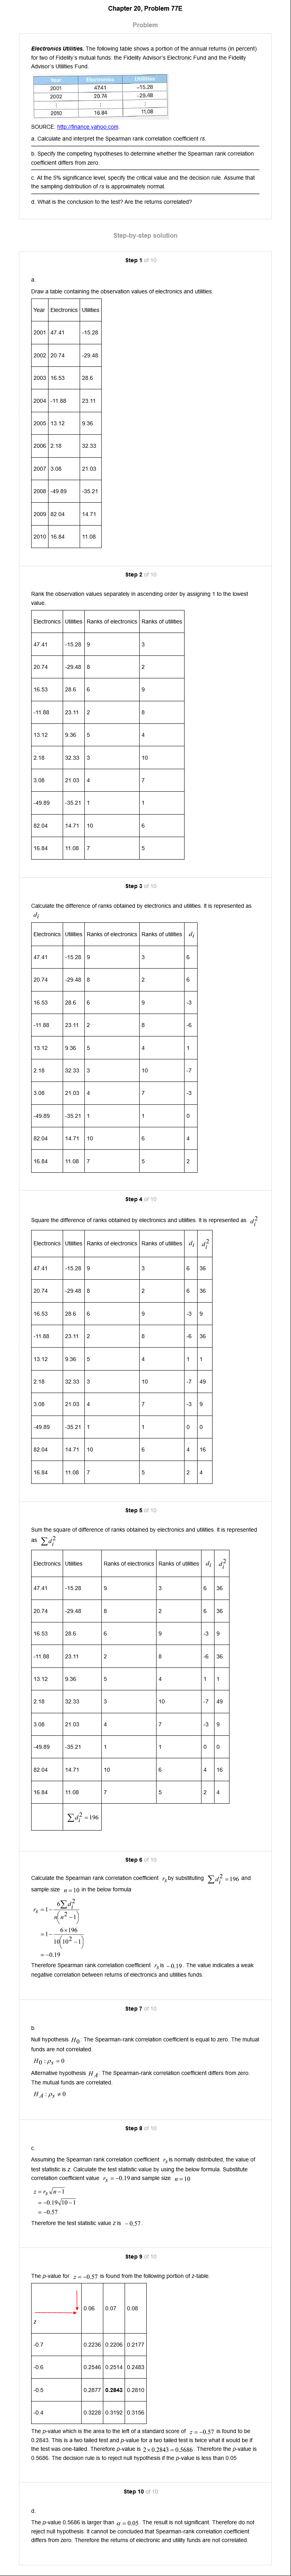 Chapter 20, Problem 77E
Problem
Electronics Utilities. The following table shows a portion of the annual returns (in percent)
for two of Fidelity's mutual funds: the Fidelity Advisor's Electronic Fund and the Fidelity
Advisor's Utilities Fund.
Year Electronics Utilities
2001 47.41 −15.28
2002 20.74 −29.48
⋮ ⋮ ⋮
2010 16.84 11.08
SOURCE: http://finance.yahoo.com.
a. Calculate and interpret the Spearman rank correlation coefficient rs.
b. Specify the competing hypotheses to determine whether the Spearman rank correlation
coefficient differs from zero.
c. At the 5% significance level, specify the critical value and the decision rule. Assume that
the sampling distribution of rs is approximately normal.
d. What is the conclusion to the test? Are the returns correlated?
Step-by-step solution
Step 1 of 10
a.
Draw a table containing the observation values of electronics and utilities.
Year Electronics Utilities
2001 47.41 -15.28
2002 20.74 -29.48
2003 16.53 28.6
2004 -11.88 23.11
2005 13.12 9.36
2006 2.18 32.33
2007 3.08 21.03
2008 -49.89 -35.21
2009 82.04 14.71
2010 16.84 11.08
Step 2 of 10
Rank the observation values separately in ascending order by assigning 1 to the lowest
value.
Electronics Utilities Ranks of electronics Ranks of utilities
47.41 -15.28 9 3
20.74 -29.48 8 2
16.53 28.6 6 9
-11.88 23.11 2 8
13.12 9.36 5 4
2.18 32.33 3 10
3.08 21.03 4 7
-49.89 -35.21 1 1
82.04 14.71 10 6
16.84 11.08 7 5
Step 3 of 10
Calculate the difference of ranks obtained by electronics and utilities. It is represented as
d_i
Electronics Utilities Ranks of electronics Ranks of utilities d_i
47.41 -15.28 9 3 6
20.74 -29.48 8 2 6
16.53 28.6 6 9 -3
-11.88 23.11 2 8 -6
13.12 9.36 5 4 1
2.18 32.33 3 10 -7
3.08 21.03 4 7 -3
-49.89 -35.21 1 1 0
82.04 14.71 10 6 4
16.84 11.08 7 5 2
Step 4 of 10
Square the difference of ranks obtained by electronics and utilities. It is represented as d_i^2
Electronics Utilities Ranks of electronics Ranks of utilities d_i d_i^2
47.41 -15.28 9 3 6 36
20.74 -29.48 8 2 6 36
16.53 28.6 6 9 -3 9
-11.88 23.11 2 8 -6 36
13.12 9.36 5 4 1 1
2.18 32.33 3 10 -7 49
3.08 21.03 4 7 -3 9
-49.89 -35.21 1 1 0 0
82.04 14.71 10 6 4 16
16.84 11.08 7 5 2 4
Step 5 of 10
Sum the square of difference of ranks obtained by electronics and utilities. It is represented
as ∑d_i^2
Electronics Utilities Ranks of electronics Ranks of utilities d_i d_i^2
47.41 -15.28 9 3 6 36
20.74 -29.48 8 2 6 36
16.53 28.6 6 9 -3 9
-11.88 23.11 2 8 -6 36
13.12 9.36 5 4 1 1
2.18 32.33 3 10 -7 49
3.08 21.03 4 7 -3 9
-49.89 -35.21 1 1 0 0
82.04 14.71 10 6 4 16
16.84 11.08 7 5 2 4
∑d_i^2 = 196
Step 6 of 10
Calculate the Spearman rank correlation coefficient r_s by substituting ∑d_i^2 = 196 and
sample size n = 10 in the below formula
r_s = 1 − 6∑d_i^2 / n(n^2 − 1)
= 1 − 6×196 / 10(10^2 − 1)
= −0.19
Therefore Spearman rank correlation coefficient r_s is −0.19. The value indicates a weak
negative correlation between returns of electronics and utilities funds.
Step 7 of 10
b.
Null hypothesis H_0: The Spearman-rank correlation coefficient is equal to zero. The mutual
funds are not correlated.
H_0 : ρ_s = 0
Alternative hypothesis H_A: The Spearman-rank correlation coefficient differs from zero.
The mutual funds are correlated.
H_A : ρ_s ≠ 0
Step 8 of 10
c.
Assuming the Spearman rank correlation coefficient r_s is normally distributed, the value of
test statistic is z. Calculate the test statistic value by using the below formula. Substitute
correlation coefficient value r_s = −0.19 and sample size n = 10
z = r_s √n − 1
= −0.19√10 − 1
= −0.57
Therefore the test statistic value z is −0.57.
Step 9 of 10
The p-value for z = −0.57 is found from the following portion of z-table.
z 0.06 0.07 0.08
-0.7 0.2236 0.2206 0.2177
-0.6 0.2546 0.2514 0.2483
-0.5 0.2877 0.2843 0.2810
-0.4 0.3228 0.3192 0.3156
The p-value which is the area to the left of a standard score of z = −0.57 is found to be
0.2843. This is a two tailed test and p-value for a two tailed test is twice what it would be if
the test was one-tailed. Therefore p-value is 2×0.2843 = 0.5686. Therefore the p-value is
0.5686. The decision rule is to reject null hypothesis if the p-value is less than 0.05
Step 10 of 10
d.
The p-value 0.5686 is larger than α = 0.05. The result is not significant. Therefore do not
reject null hypothesis. It cannot be concluded that Spearman-rank correlation coefficient
differs from zero. Therefore the returns of electronic and utility funds are not correlated.